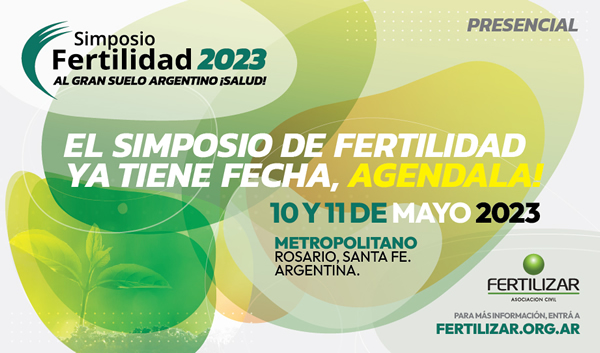 Simposio
Fertilidad 2023
AL GRAN SUELO ARGENTINO ¡SALUD!
PRESENCIAL
EL SIMPOSIO DE FERTILIDAD
YA TIENE FECHA, AGENDALA!
10 Y 11 DE MAYO 2023
METROPOLITANO
ROSARIO, SANTA FE.
ARGENTINA.
FERTILIZAR
ASOCIACIÓN CIVIL
PARA MÁS INFORMACIÓN, ENTRÁ A
FERTILIZAR.ORG.AR